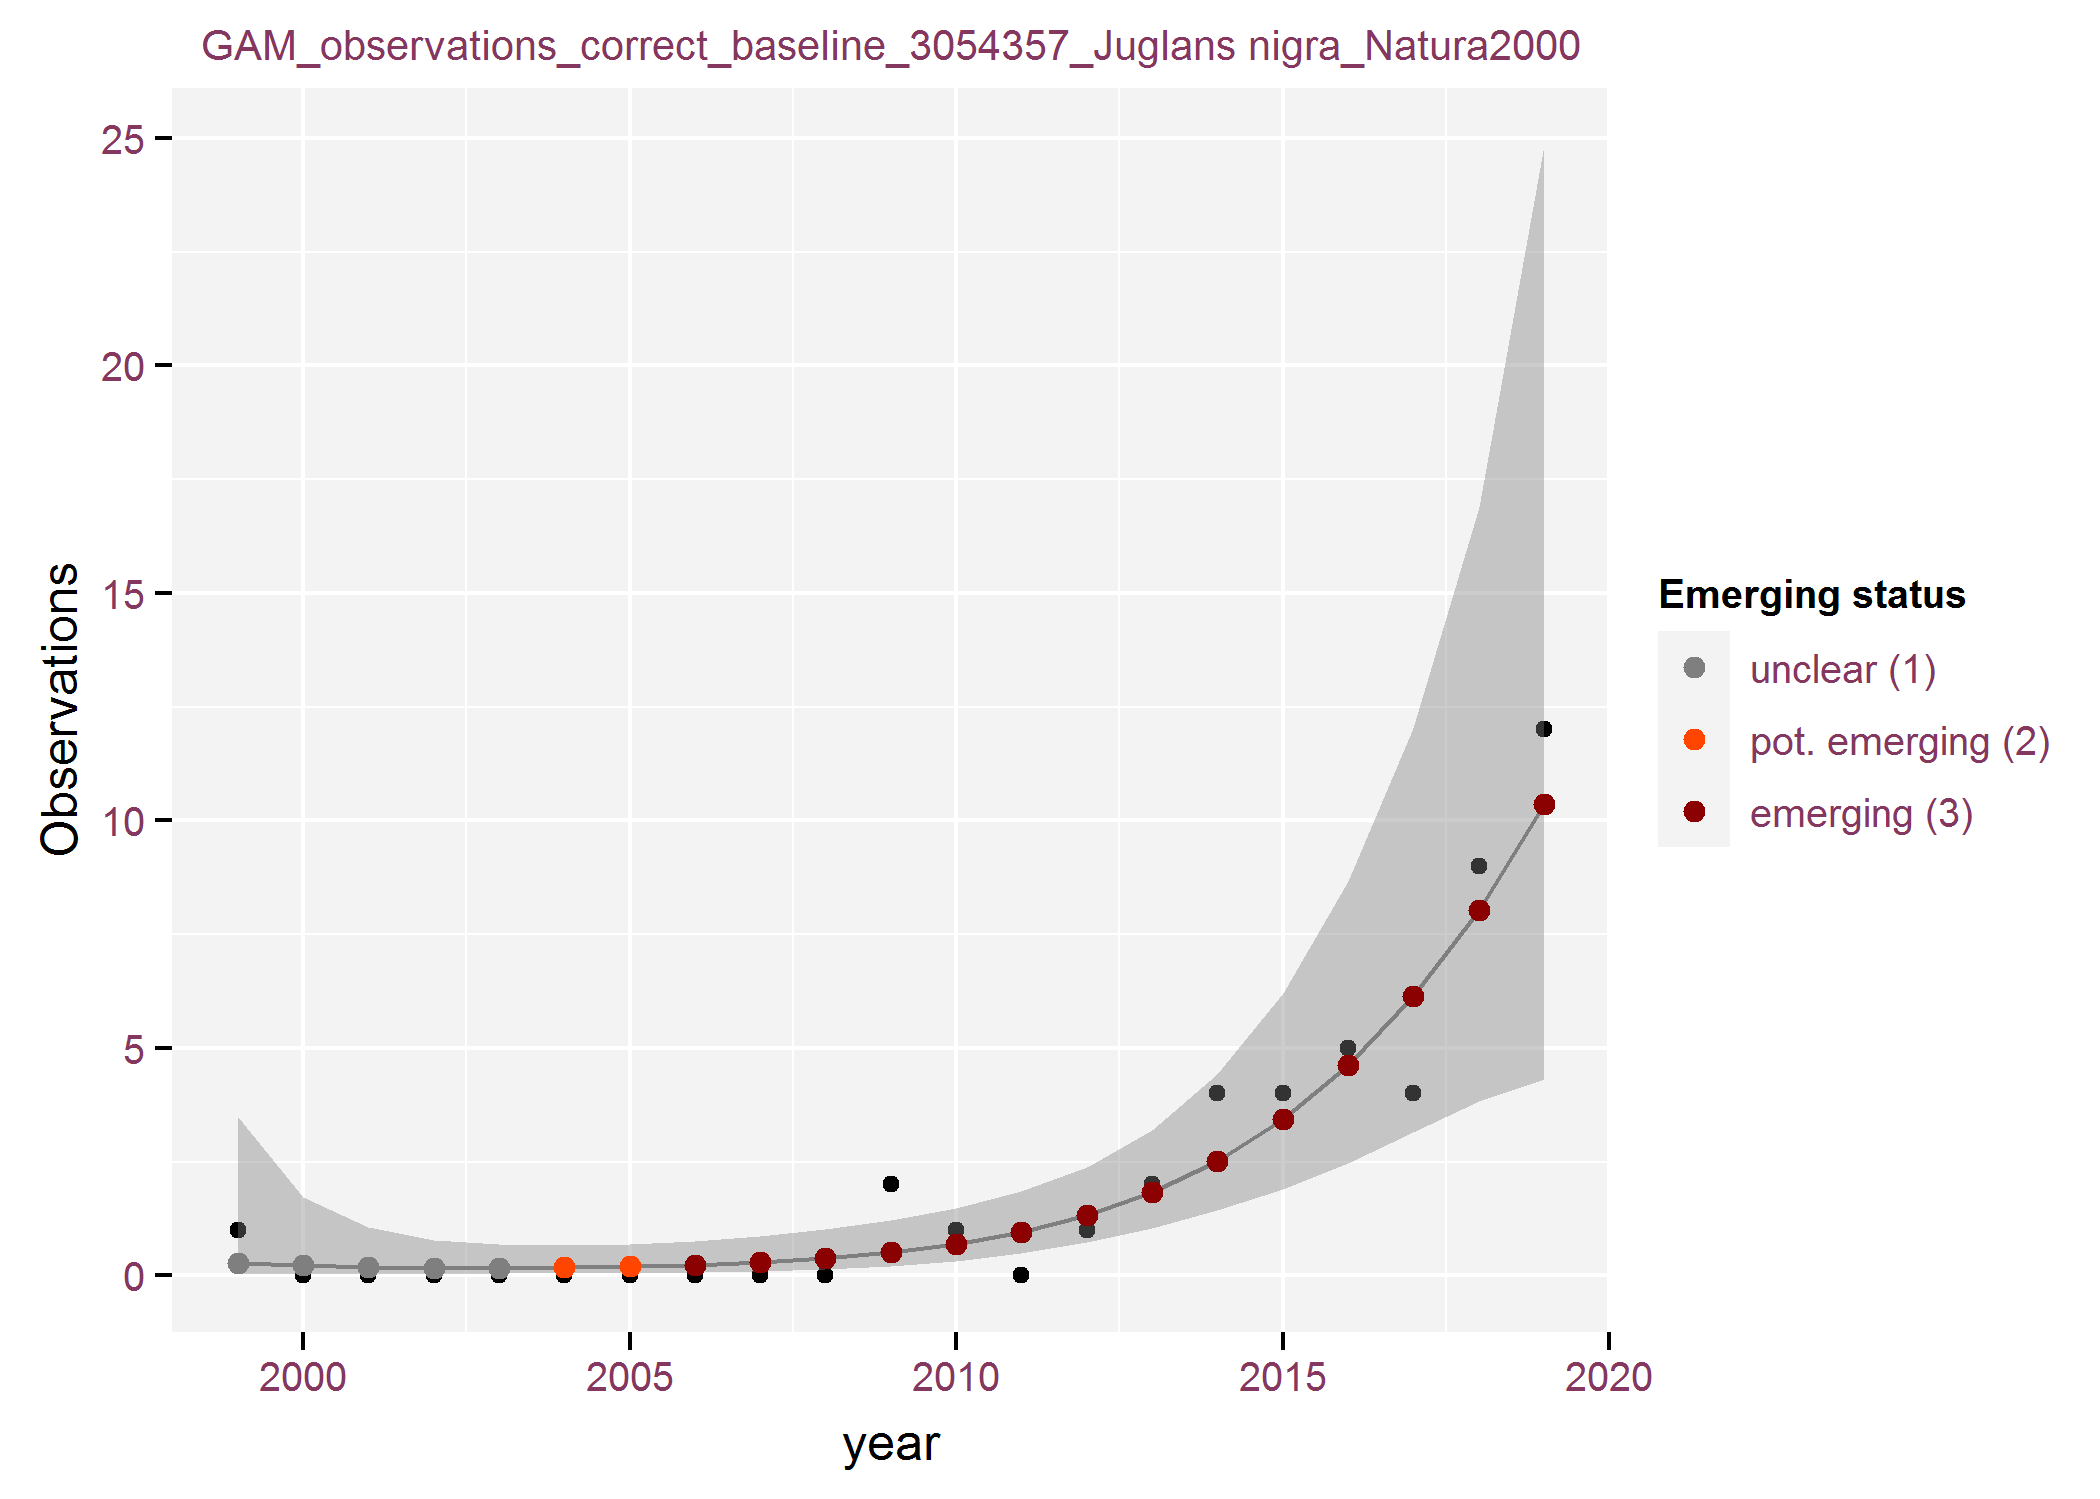 GAM_observations_correct_baseline_3054357_Juglans nigra_Natura2000
25
20
15
10
5
0
Observations
2000 2005 2010 2015 2020
year
Emerging status
unclear (1)
pot. emerging (2)
emerging (3)